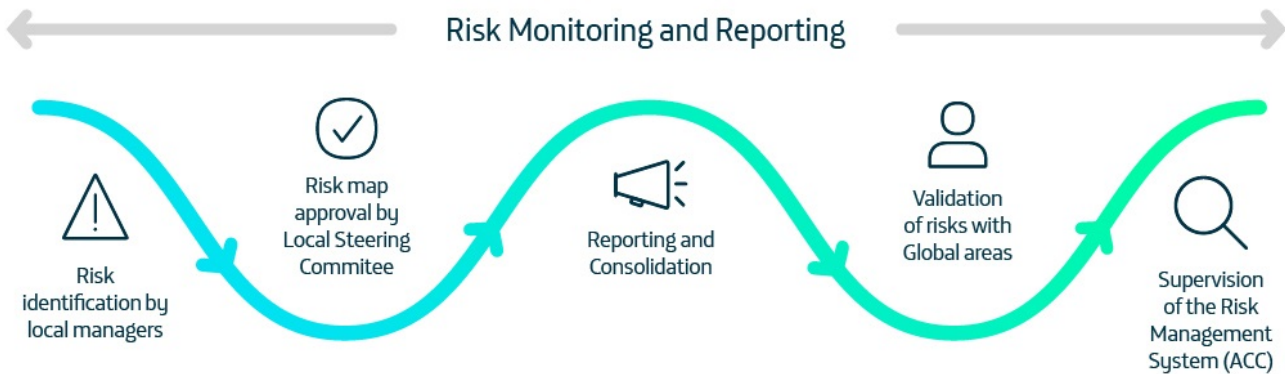 Risk Monitoring and Reporting
Risk
identification by
local managers
Risk map
approval by
Local Steering
Commitee
Reporting and
Consolidation
Validation
of risks with
Global areas
Supervision
of the Risk
Management
System (ACC)